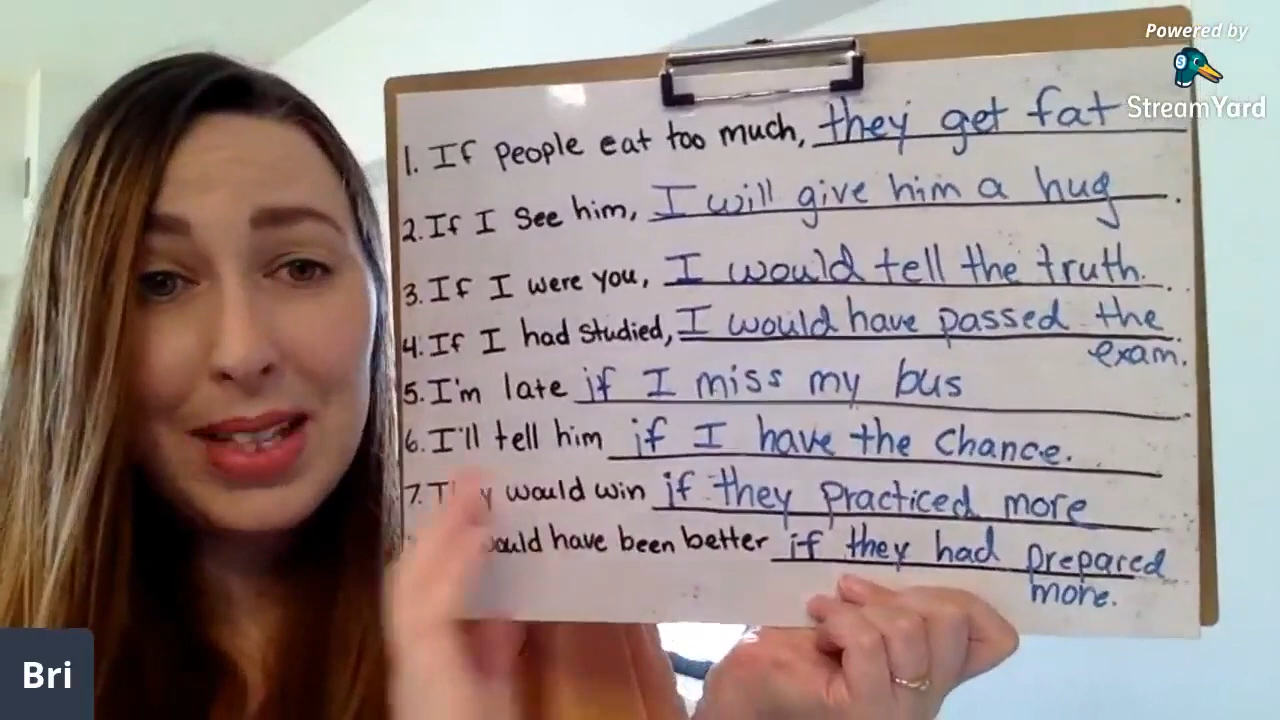 Powered by
StreamYard
1. If people eat too much, they get fat
2. If I see him, I will give him a hug.
3. If I were you, I would tell the truth.
4. If I had studied, I would have passed the
exam.
5. I'm late if I miss my bus
6. I'll tell him if I have the chance.
7. would win if they practiced more
have been better if they had prepared
more.
Bri